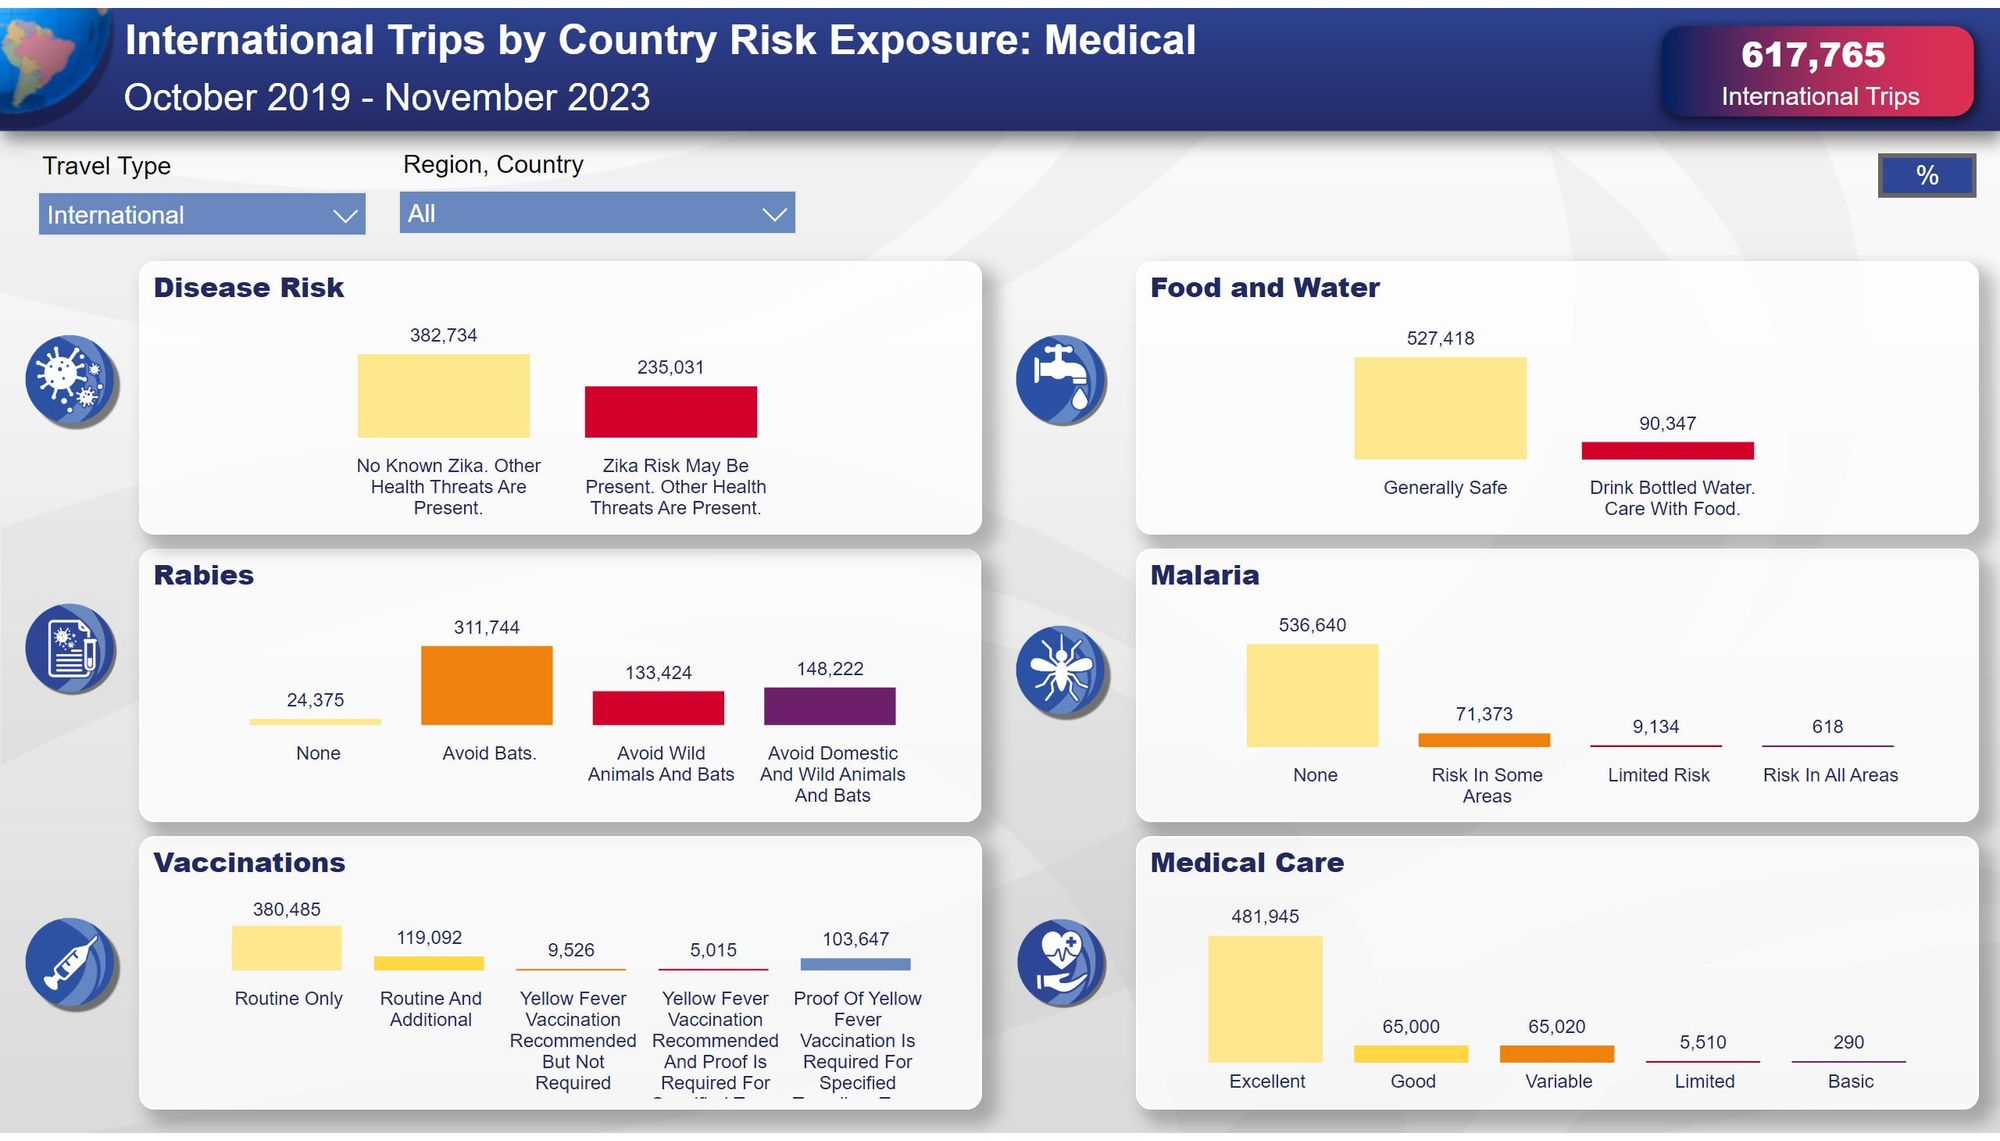 International Trips by Country Risk Exposure: Medical
October 2019 - November 2023
617,765
International Trips
Travel Type
International
Region, Country
All
%
Disease Risk
382,734
235,031
No Known Zika. Other
Health Threats Are
Present.
Zika Risk May Be
Present. Other Health
Threats Are Present.
Food and Water
527,418
90,347
Generally Safe
Drink Bottled Water.
Care With Food.
Rabies
24,375
311,744
133,424
148,222
None
Avoid Bats.
Avoid Wild
Animals And Bats
Avoid Domestic
And Wild Animals
And Bats
Malaria
536,640
71,373
9,134
618
None
Risk In Some
Areas
Limited Risk
Risk In All Areas
Vaccinations
380,485
119,092
9,526
5,015
103,647
Routine Only
Routine And
Additional
Yellow Fever
Vaccination
Recommended
But Not
Required
Yellow Fever
Vaccination
Recommended
And Proof Is
Required For
Proof Of Yellow
Fever
Vaccination Is
Required For
Specified
Medical Care
481,945
65,000
65,020
5,510
290
Excellent
Good
Variable
Limited
Basic